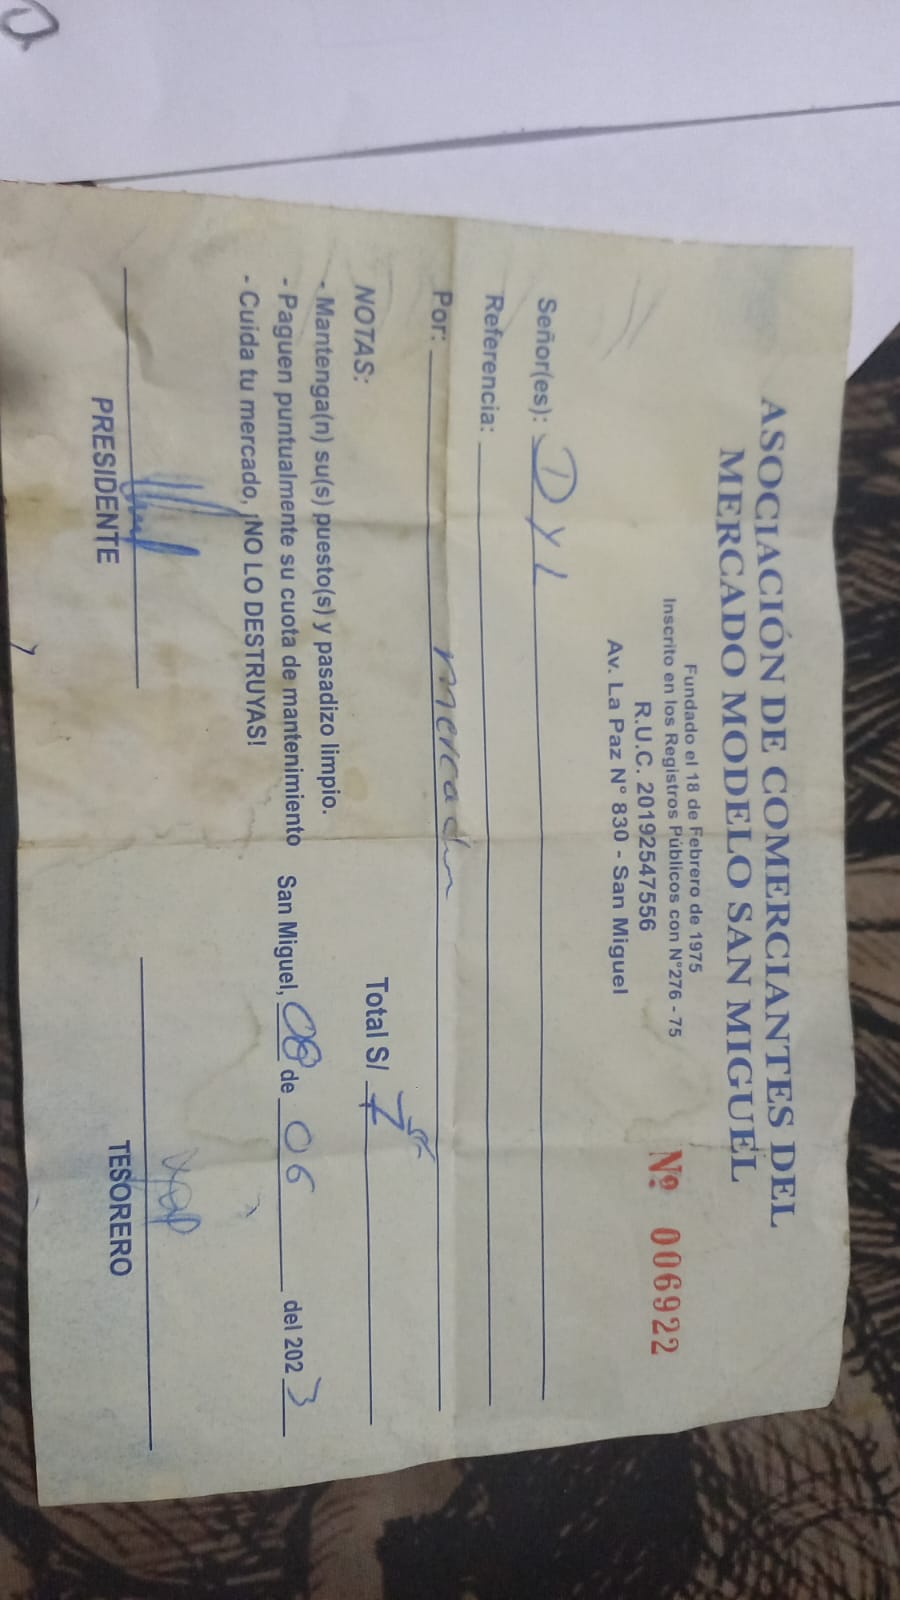 ASOCIACIÓN DE COMERCIANTES DEL
MERCADO MODELO SAN MIGUEL
Fundado el 18 de Febrero de 1975
Inscrito en los Registros Públicos con N°276 - 75
R.U.C. 20192547556
Av. La Paz N° 830 - San Miguel
Nº 006922
Señor(es): D y L
Referencia:
Por:
NOTAS:
Total S/ 7
- Mantenga(n) su(s) puesto(s) y pasadizo limpio.
- Paguen puntualmente su cuota de mantenimiento
- Cuida tu mercado, ¡NO LO DESTRUYAS!
San Miguel, 08 de 06 del 2023
PRESIDENTE
TESORERO